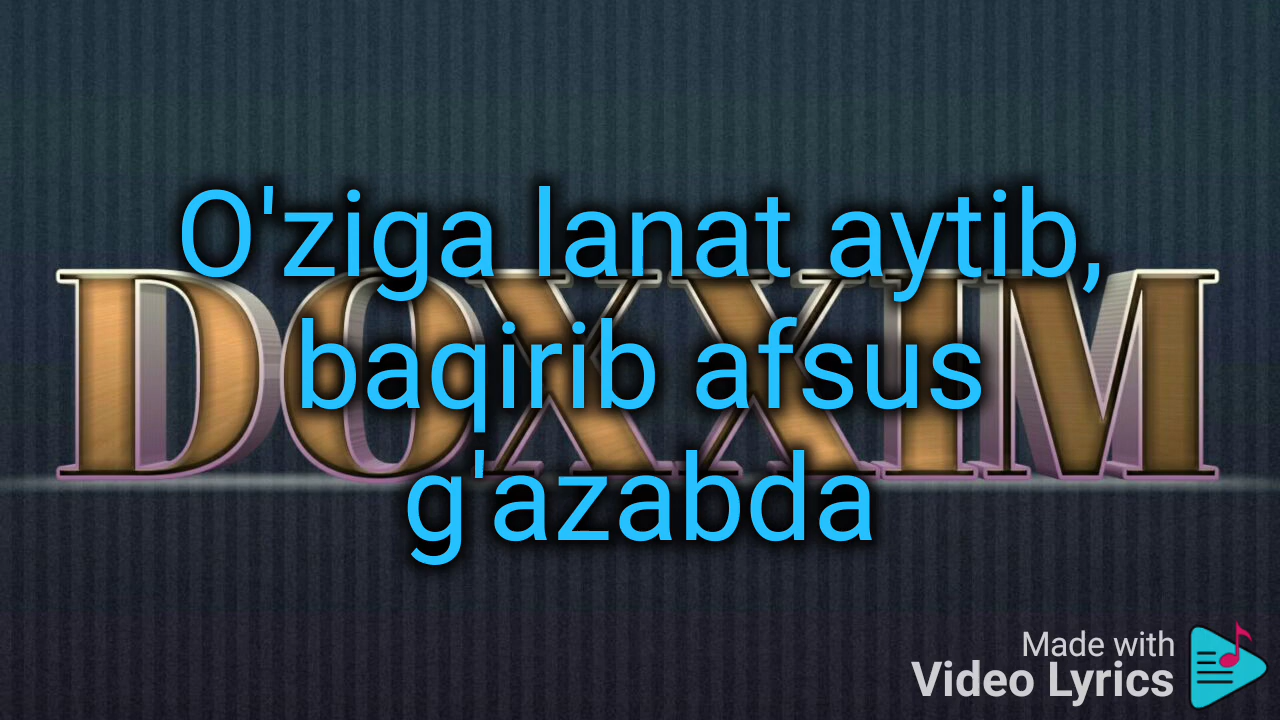 O'ziga lanat aytib,
DOXXIM
baqirib afsus
g'azabda
Made with
Video Lyrics